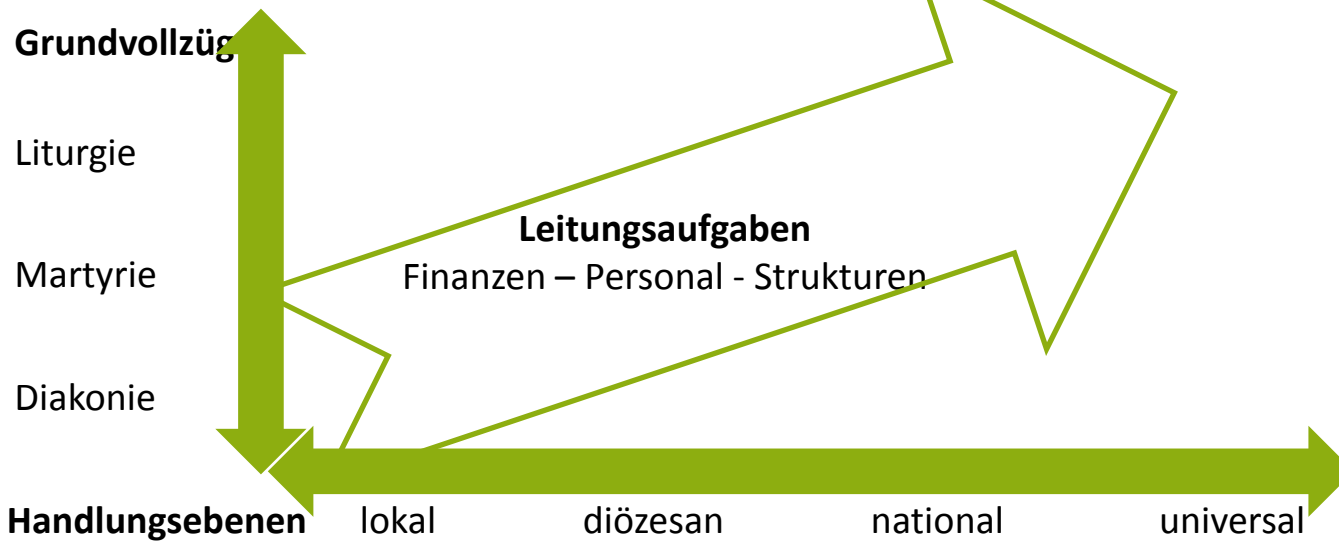 Grundvollzüg
Liturgie
Leitungsaufgaben
Martyrie
Finanzen – Personal - Strukturen
Diakonie
Handlungsebenen lokal diözesan national universal